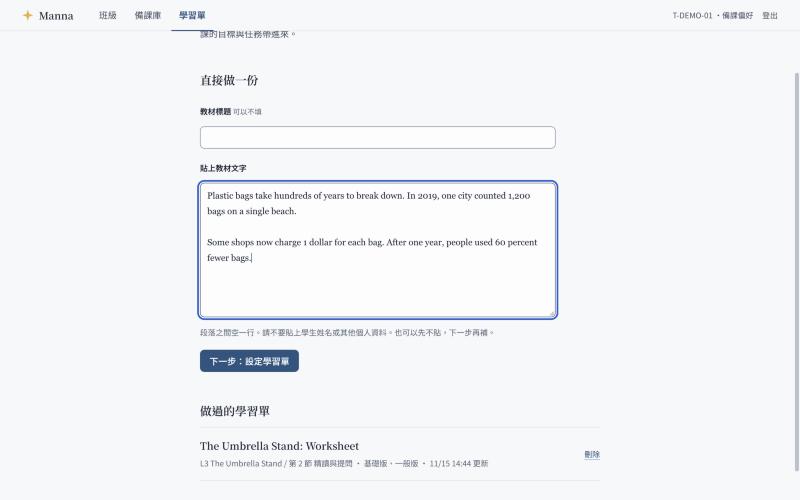 Manna
班級
備課庫
學習單
T-DEMO-01 ・備課偏好
登出
課的目標與任務帶進來。
直接做一份
教材標題 可以不填
貼上教材文字
Plastic bags take hundreds of years to break down. In 2019, one city counted 1,200
bags on a single beach.
Some shops now charge 1 dollar for each bag. After one year, people used 60 percent
fewer bags.
段落之間空一行。請不要貼上學生姓名或其他個人資料。也可以先不貼，下一步再補。
下一步：設定學習單
做過的學習單
The Umbrella Stand: Worksheet
L3 The Umbrella Stand / 第 2 節 精讀與提問 ・ 基礎版、一般版 ・ 11/15 14:44 更新
刪除